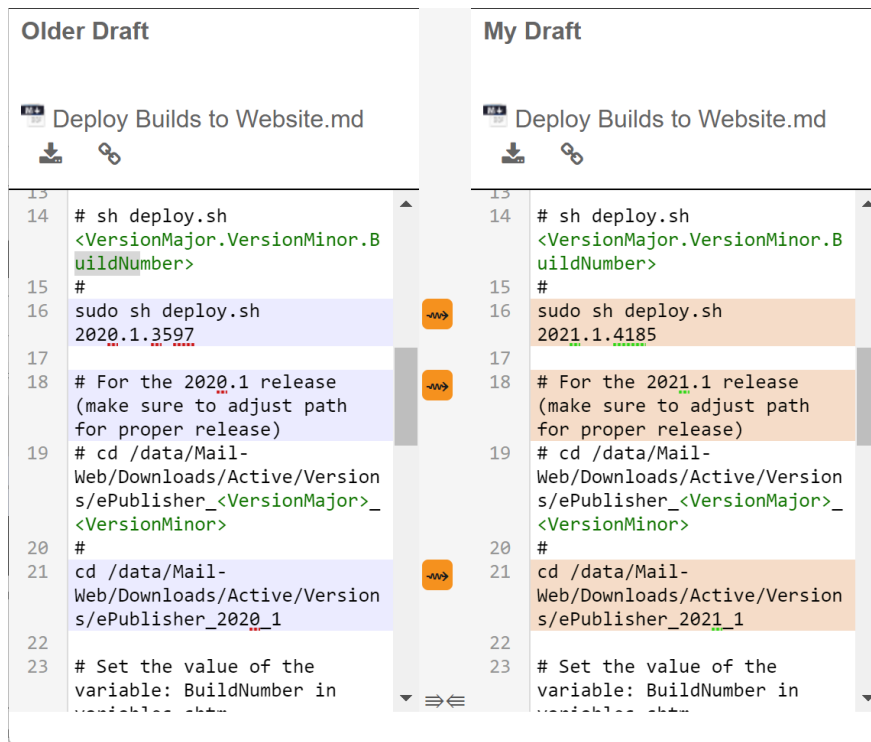 Older Draft
Deploy Builds to Website.md
13
14 # sh deploy.sh
<VersionMajor.VersionMinor.B
uildNumber>
15 #
16 sudo sh deploy.sh
2020.1.3597
17
18 # For the 2020.1 release
(make sure to adjust path
for proper release)
19 # cd /data/Mail-
Web/Downloads/Active/Version
s/ePublisher_<VersionMajor>_
<VersionMinor>
20 #
21 cd /data/Mail-
Web/Downloads/Active/Version
s/ePublisher_2020_1
22
23 # Set the value of the
variable: BuildNumber in
My Draft
Deploy Builds to Website.md
13
14 # sh deploy.sh
<VersionMajor.VersionMinor.B
uildNumber>
15 #
16 sudo sh deploy.sh
2021.1.4185
17
18 # For the 2021.1 release
(make sure to adjust path
for proper release)
19 # cd /data/Mail-
Web/Downloads/Active/Version
s/ePublisher_<VersionMajor>_
<VersionMinor>
20 #
21 cd /data/Mail-
Web/Downloads/Active/Version
s/ePublisher_2021_1
22
23 # Set the value of the
variable: BuildNumber in